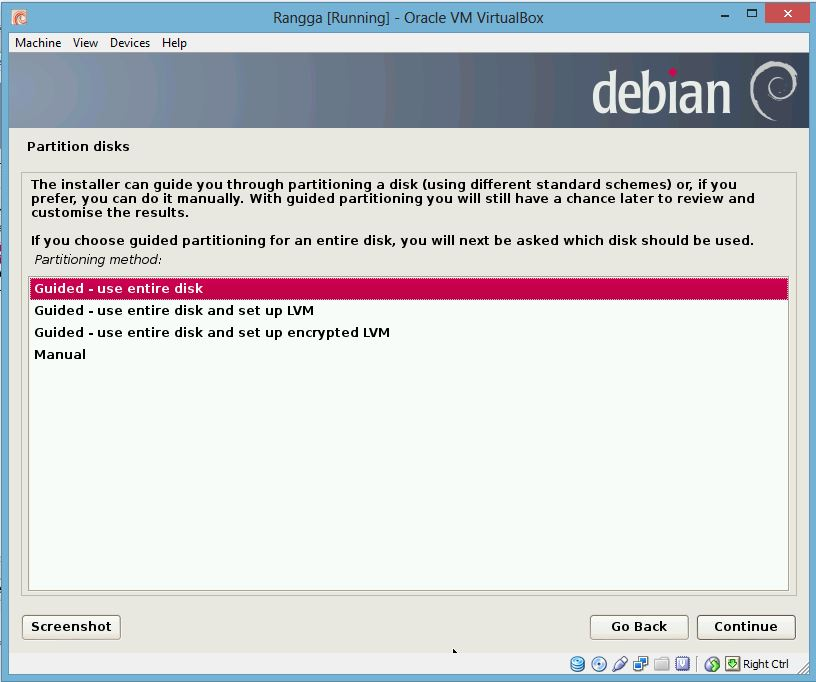 Rangga [Running] - Oracle VM VirtualBox
Machine View Devices Help
debian
Partition disks
The installer can guide you through partitioning a disk (using different standard schemes) or, if you
prefer, you can do it manually. With guided partitioning you will still have a chance later to review and
customise the results.
If you choose guided partitioning for an entire disk, you will next be asked which disk should be used.
Partitioning method:
Guided - use entire disk
Guided - use entire disk and set up LVM
Guided - use entire disk and set up encrypted LVM
Manual
Screenshot Go Back Continue
Right Ctrl